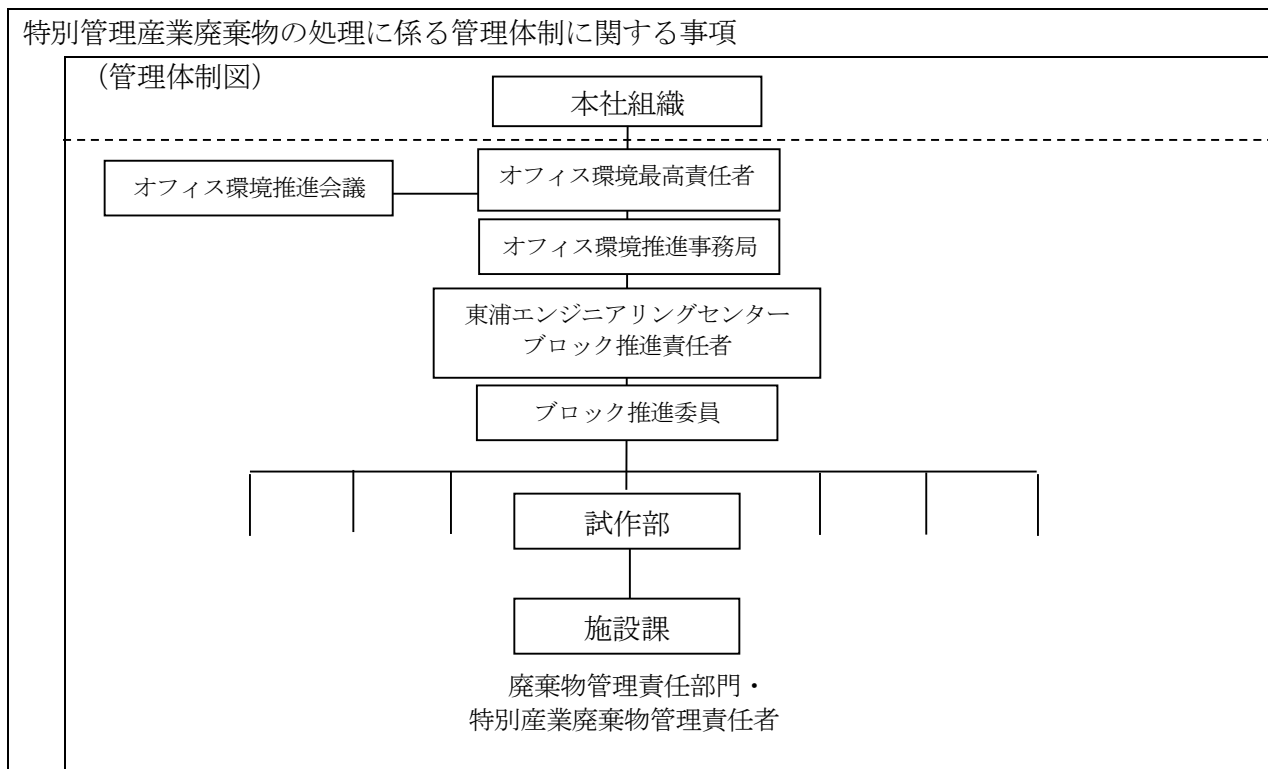 特別管理産業廃棄物の処理に係る管理体制に関する事項
（管理体制図）
本社組織
オフィス環境推進会議
オフィス環境最高責任者
オフィス環境推進事務局
東浦エンジニアリングセンター
ブロック推進責任者
ブロック推進委員
試作部
施設課
廃棄物管理責任部門・
特別産業廃棄物管理責任者